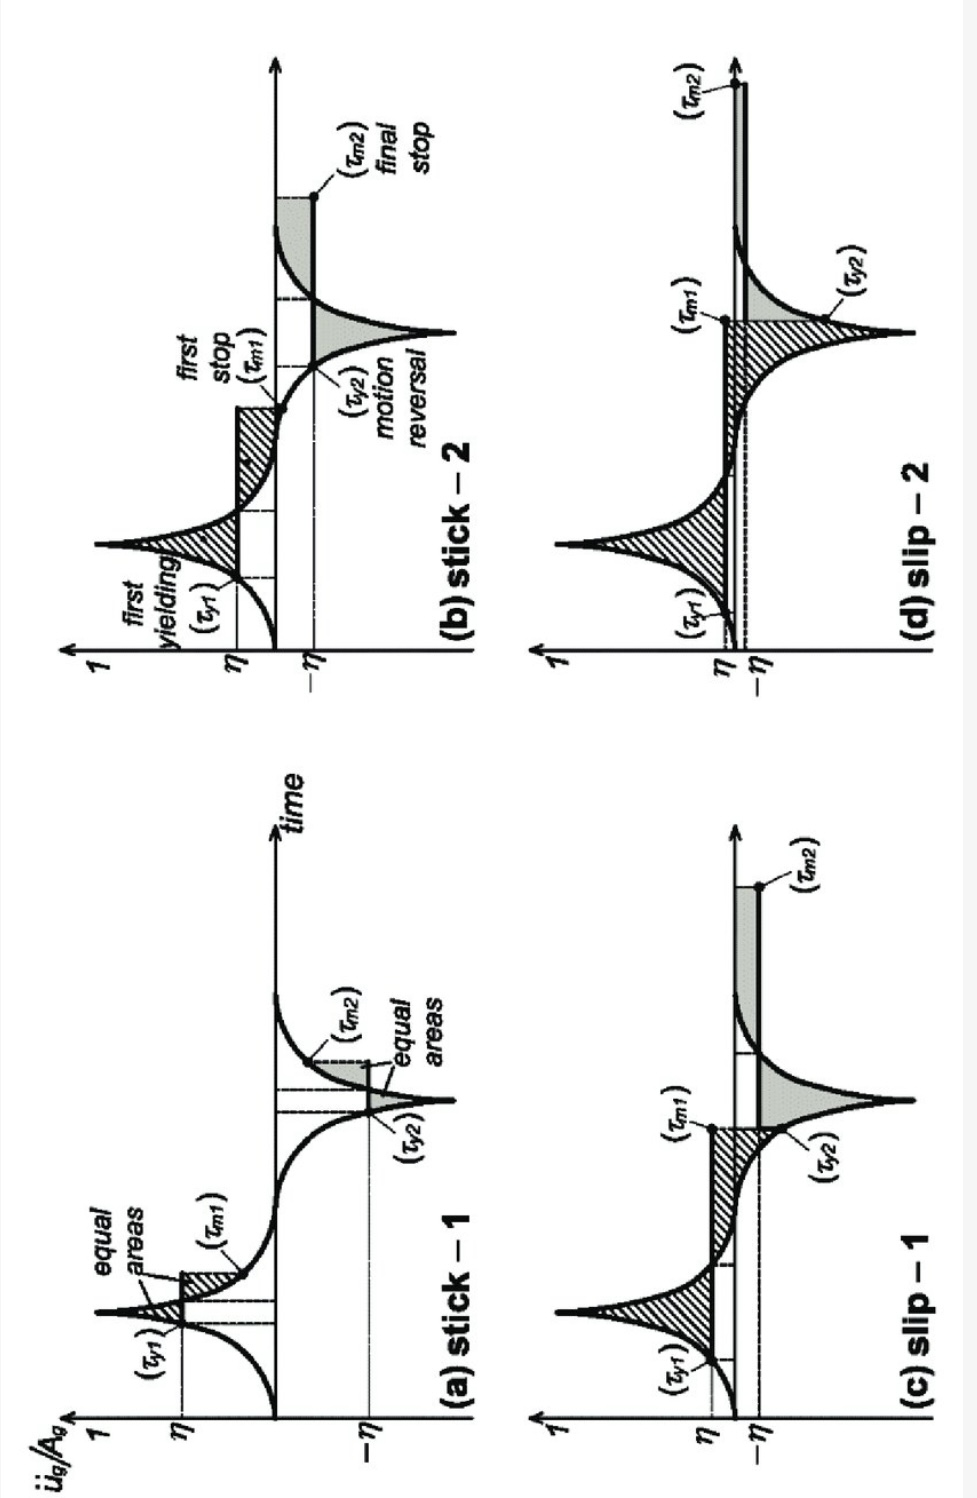 ü_g/A_g
1
η
−η
equal
areas
(τy1)
(τm1)
(τy2)
(τm2)
equal
areas
time
(a) stick – 1
1
η
−η
first
yielding
(τy1)
first
stop
(τm1)
(τy2)
motion
reversal
(τm2)
final
stop
(b) stick – 2
1
η
−η
(τy1)
(τm1)
(τy2)
(τm2)
(c) slip – 1
1
η
−η
(τy1)
(τm1)
(τy2)
(τm2)
(d) slip – 2